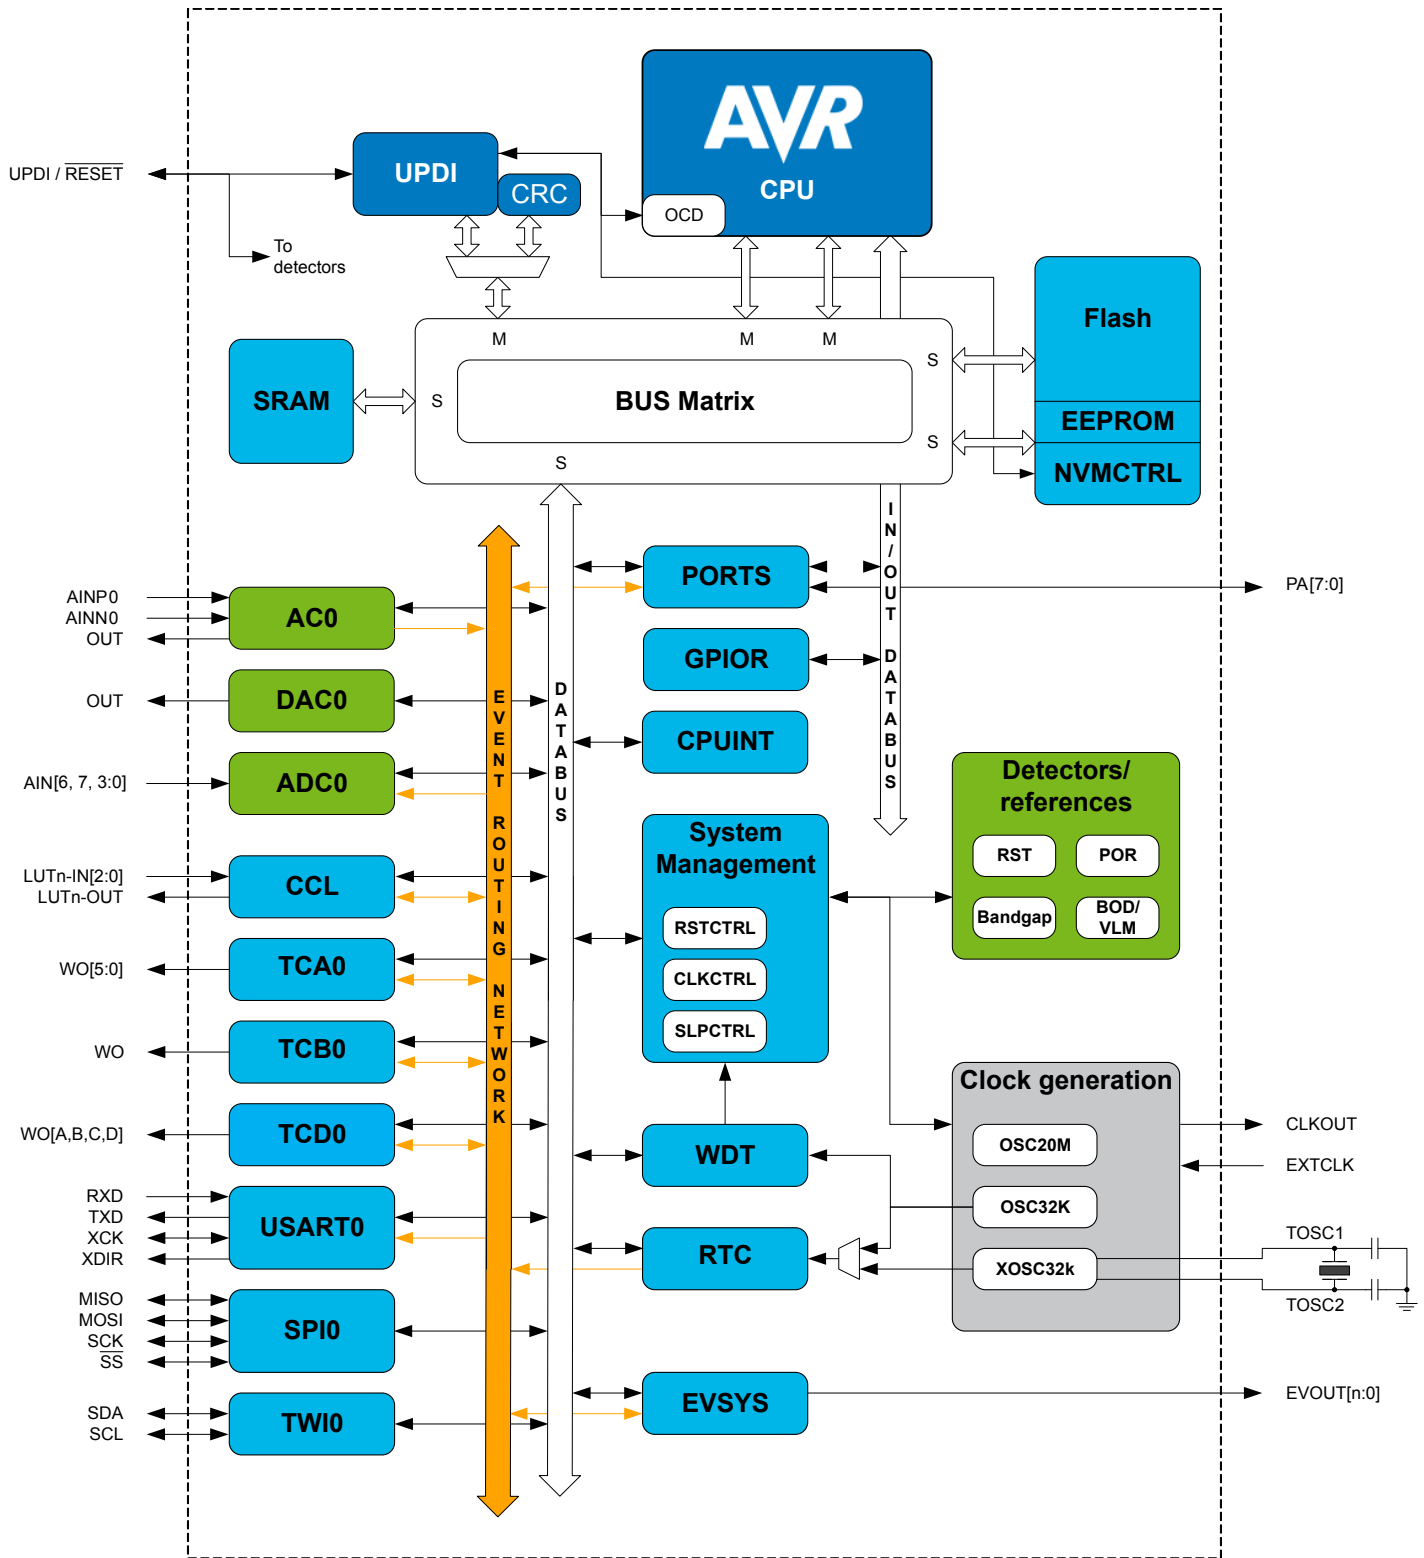 AVR
CPU
OCD
UPDI
CRC
UPDI / RESET
To
detectors
M
M
M
S
S
S
S
BUS Matrix
SRAM
Flash
EEPROM
NVMCTRL
IN/OUT DATABUS
DATABUS
EVENT ROUTING NETWORK
PORTS
PA[7:0]
GPIOR
CPUINT
AINP0
AINN0
OUT
AC0
OUT
DAC0
AIN[6, 7, 3:0]
ADC0
LUTn-IN[2:0]
LUTn-OUT
CCL
WO[5:0]
TCA0
WO
TCB0
WO[A,B,C,D]
TCD0
RXD
TXD
XCK
XDIR
USART0
MISO
MOSI
SCK
SS
SPI0
SDA
SCL
TWI0
System
Management
RSTCTRL
CLKCTRL
SLPCTRL
Detectors/
references
RST
POR
Bandgap
BOD/
VLM
WDT
RTC
EVSYS
Clock generation
OSC20M
OSC32K
XOSC32k
CLKOUT
EXTCLK
TOSC1
TOSC2
EVOUT[n:0]